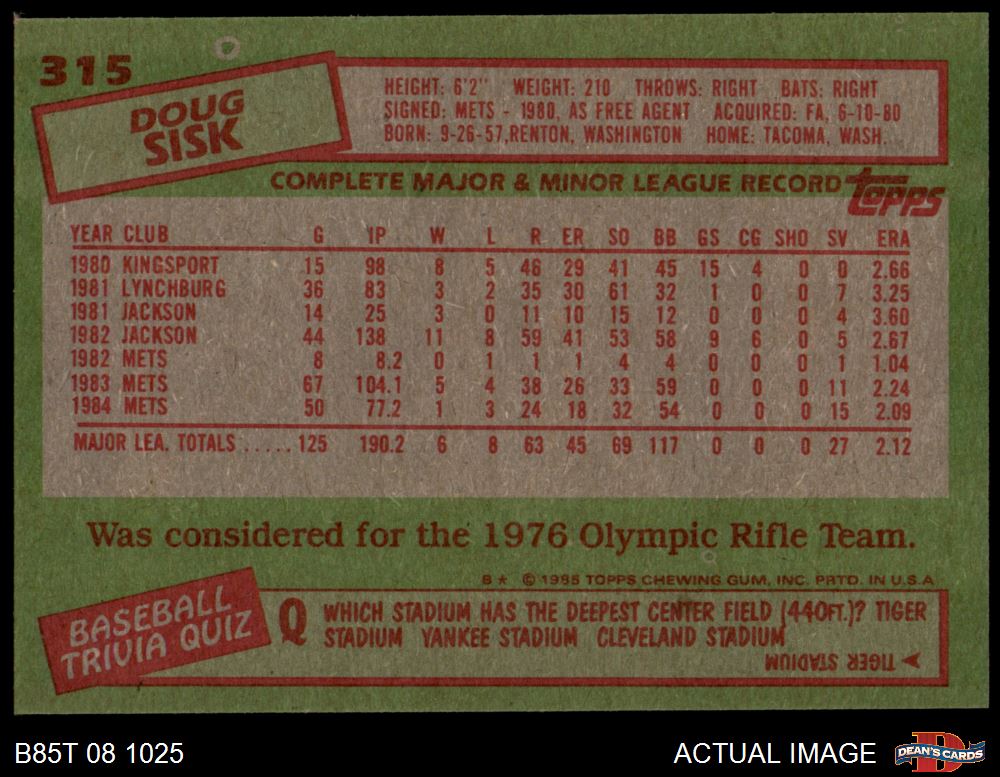 315
DOUG
SISK
HEIGHT: 6'2" WEIGHT: 210 THROWS: RIGHT BATS: RIGHT
SIGNED: METS - 1980, AS FREE AGENT ACQUIRED: FA, 6-10-80
BORN: 9-26-57,RENTON, WASHINGTON HOME: TACOMA, WASH.
COMPLETE MAJOR & MINOR LEAGUE RECORD topps
YEAR CLUB G IP W L R ER SO BB GS CG SHO SV ERA
1980 KINGSPORT 15 98 8 5 46 29 41 45 15 4 0 0 2.66
1981 LYNCHBURG 36 83 3 2 35 30 61 32 1 0 0 7 3.25
1981 JACKSON 14 25 3 0 11 10 15 12 0 0 0 4 3.60
1982 JACKSON 44 138 11 8 59 41 53 58 9 6 0 5 2.67
1982 METS 8 8.2 0 1 1 1 4 4 0 0 0 1 1.04
1983 METS 67 104.1 5 4 38 26 33 59 0 0 0 11 2.24
1984 METS 50 77.2 1 3 24 18 32 54 0 0 0 15 2.09
MAJOR LEA. TOTALS ..... 125 190.2 6 8 63 45 69 117 0 0 0 27 2.12
Was considered for the 1976 Olympic Rifle Team.
B★ © 1985 TOPPS CHEWING GUM, INC. PRTD. IN U.S.A
BASEBALL
TRIVIA QUIZ
Q WHICH STADIUM HAS THE DEEPEST CENTER FIELD (440FT.)? TIGER
STADIUM YANKEE STADIUM CLEVELAND STADIUM
TIGER STADIUM
B85T 08 1025
ACTUAL IMAGE
D
DEAN'S CARDS